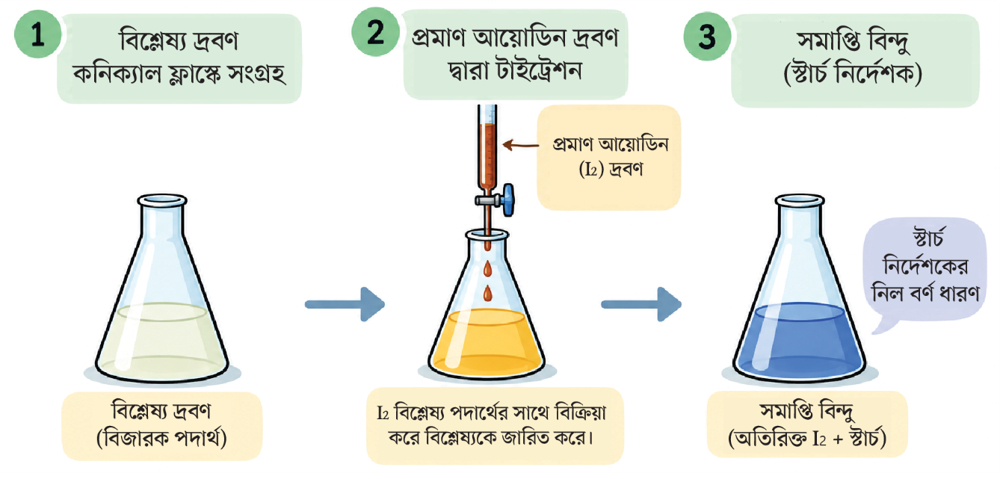 1
বিশ্লেষ্য দ্রবণ
কনিক্যাল ফ্লাস্কে সংগ্রহ
2
প্রমাণ আয়োডিন দ্রবণ
দ্বারা টাইট্রেশন
3
সমাপ্তি বিন্দু
(স্টার্চ নির্দেশক)
প্রমাণ আয়োডিন
(I₂) দ্রবণ
স্টার্চ
নির্দেশকের
নিল বর্ণ ধারণ
বিশ্লেষ্য দ্রবণ
(বিজারক পদার্থ)
I₂ বিশ্লেষ্য পদার্থের সাথে বিক্রিয়া
করে বিশ্লেষ্যকে জারিত করে।
সমাপ্তি বিন্দু
(অতিরিক্ত I₂ + স্টার্চ)